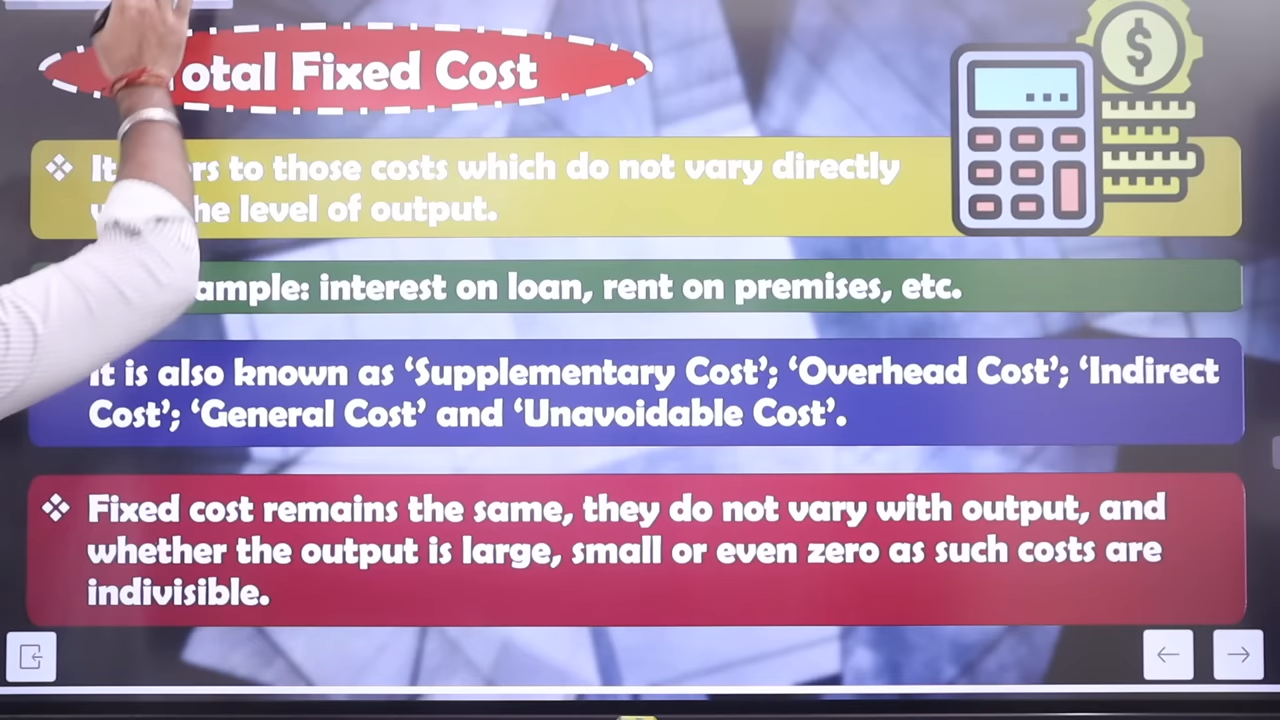 otal Fixed Cost
❖ It to those costs which do not vary directly
the level of output.
ample: interest on loan, rent on premises, etc.
It is also known as ‘Supplementary Cost’; ‘Overhead Cost’; ‘Indirect
Cost’; ‘General Cost’ and ‘Unavoidable Cost’.
❖ Fixed cost remains the same, they do not vary with output, and
whether the output is large, small or even zero as such costs are
indivisible.